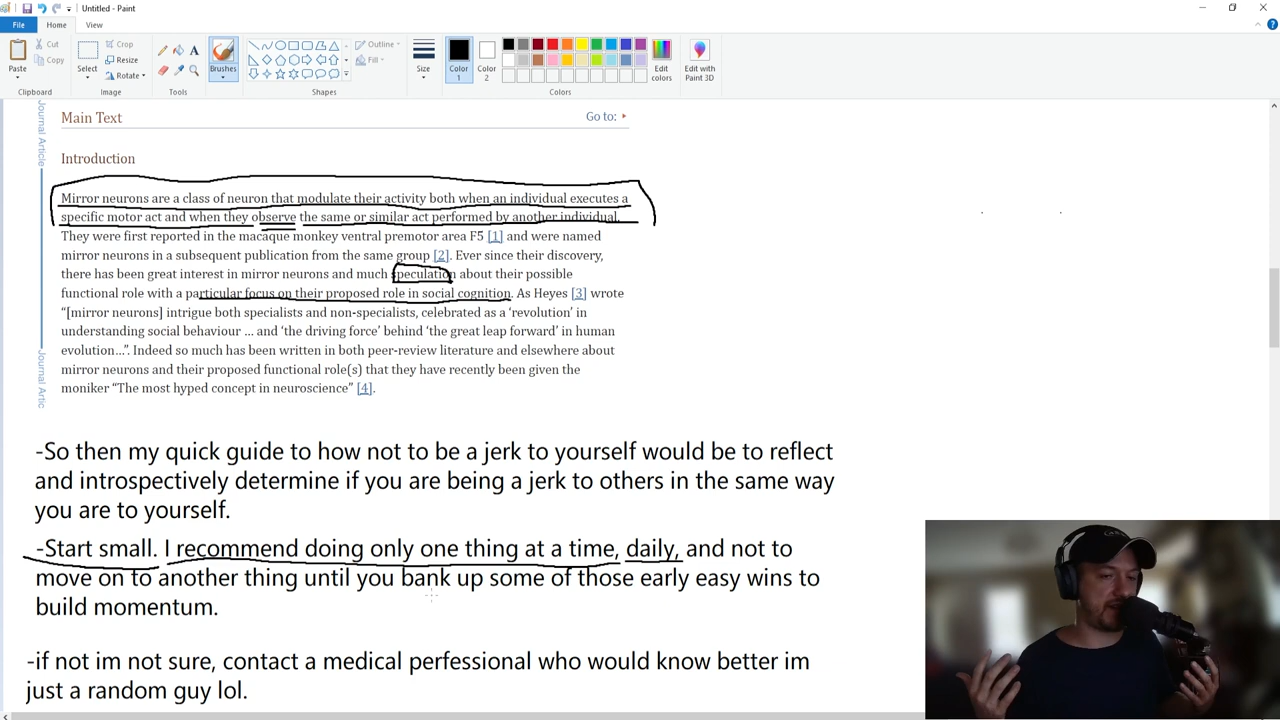 Untitled - Paint
File Home View
Paste
Cut
Copy
Clipboard
Select
Crop
Resize
Rotate
Image
A
Tools
Brushes
Shapes
Outline
Fill
Size
Color 1
Color 2
Edit colors
Edit with Paint 3D
Colors
Journal Article
Journal Artic
Main Text
Go to:
Introduction
Mirror neurons are a class of neuron that modulate their activity both when an individual executes a
specific motor act and when they observe the same or similar act performed by another individual.
They were first reported in the macaque monkey ventral premotor area F5 [1] and were named
mirror neurons in a subsequent publication from the same group [2]. Ever since their discovery,
there has been great interest in mirror neurons and much speculation about their possible
functional role with a particular focus on their proposed role in social cognition. As Heyes [3] wrote
“[mirror neurons] intrigue both specialists and non-specialists, celebrated as a ‘revolution’ in
understanding social behaviour … and ‘the driving force’ behind ‘the great leap forward’ in human
evolution…”. Indeed so much has been written in both peer-review literature and elsewhere about
mirror neurons and their proposed functional role(s) that they have recently been given the
moniker “The most hyped concept in neuroscience” [4].
-So then my quick guide to how not to be a jerk to yourself would be to reflect
and introspectively determine if you are being a jerk to others in the same way
you are to yourself.
-Start small. I recommend doing only one thing at a time, daily, and not to
move on to another thing until you bank up some of those early easy wins to
build momentum.
-if not im not sure, contact a medical perfessional who would know better im
just a random guy lol.